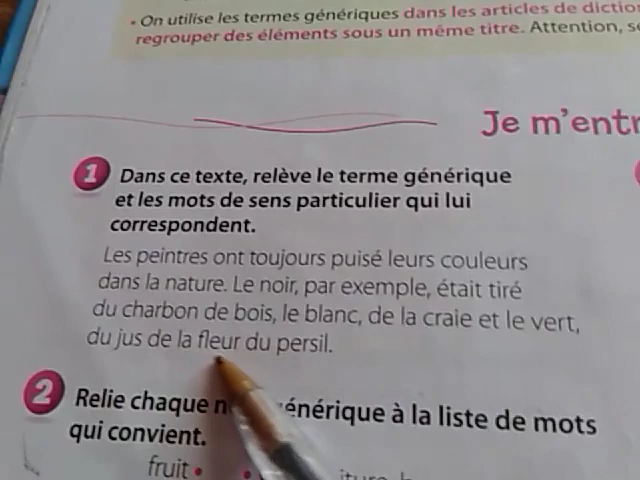 • On utilise les termes génériques dans les articles de
regrouper des éléments sous un même titre. Attention,
Je
1 Dans ce texte, relève le terme générique
et les mots de sens particulier qui lui
correspondent.
Les peintres ont toujours puisé leurs couleurs
dans la nature. Le noir, par exemple, était tiré
du charbon de bois, le blanc, de la craie et le vert,
du jus de la fleur du persil.
2 Relie chaque générique à la liste de mots
qui convient.
fruit •